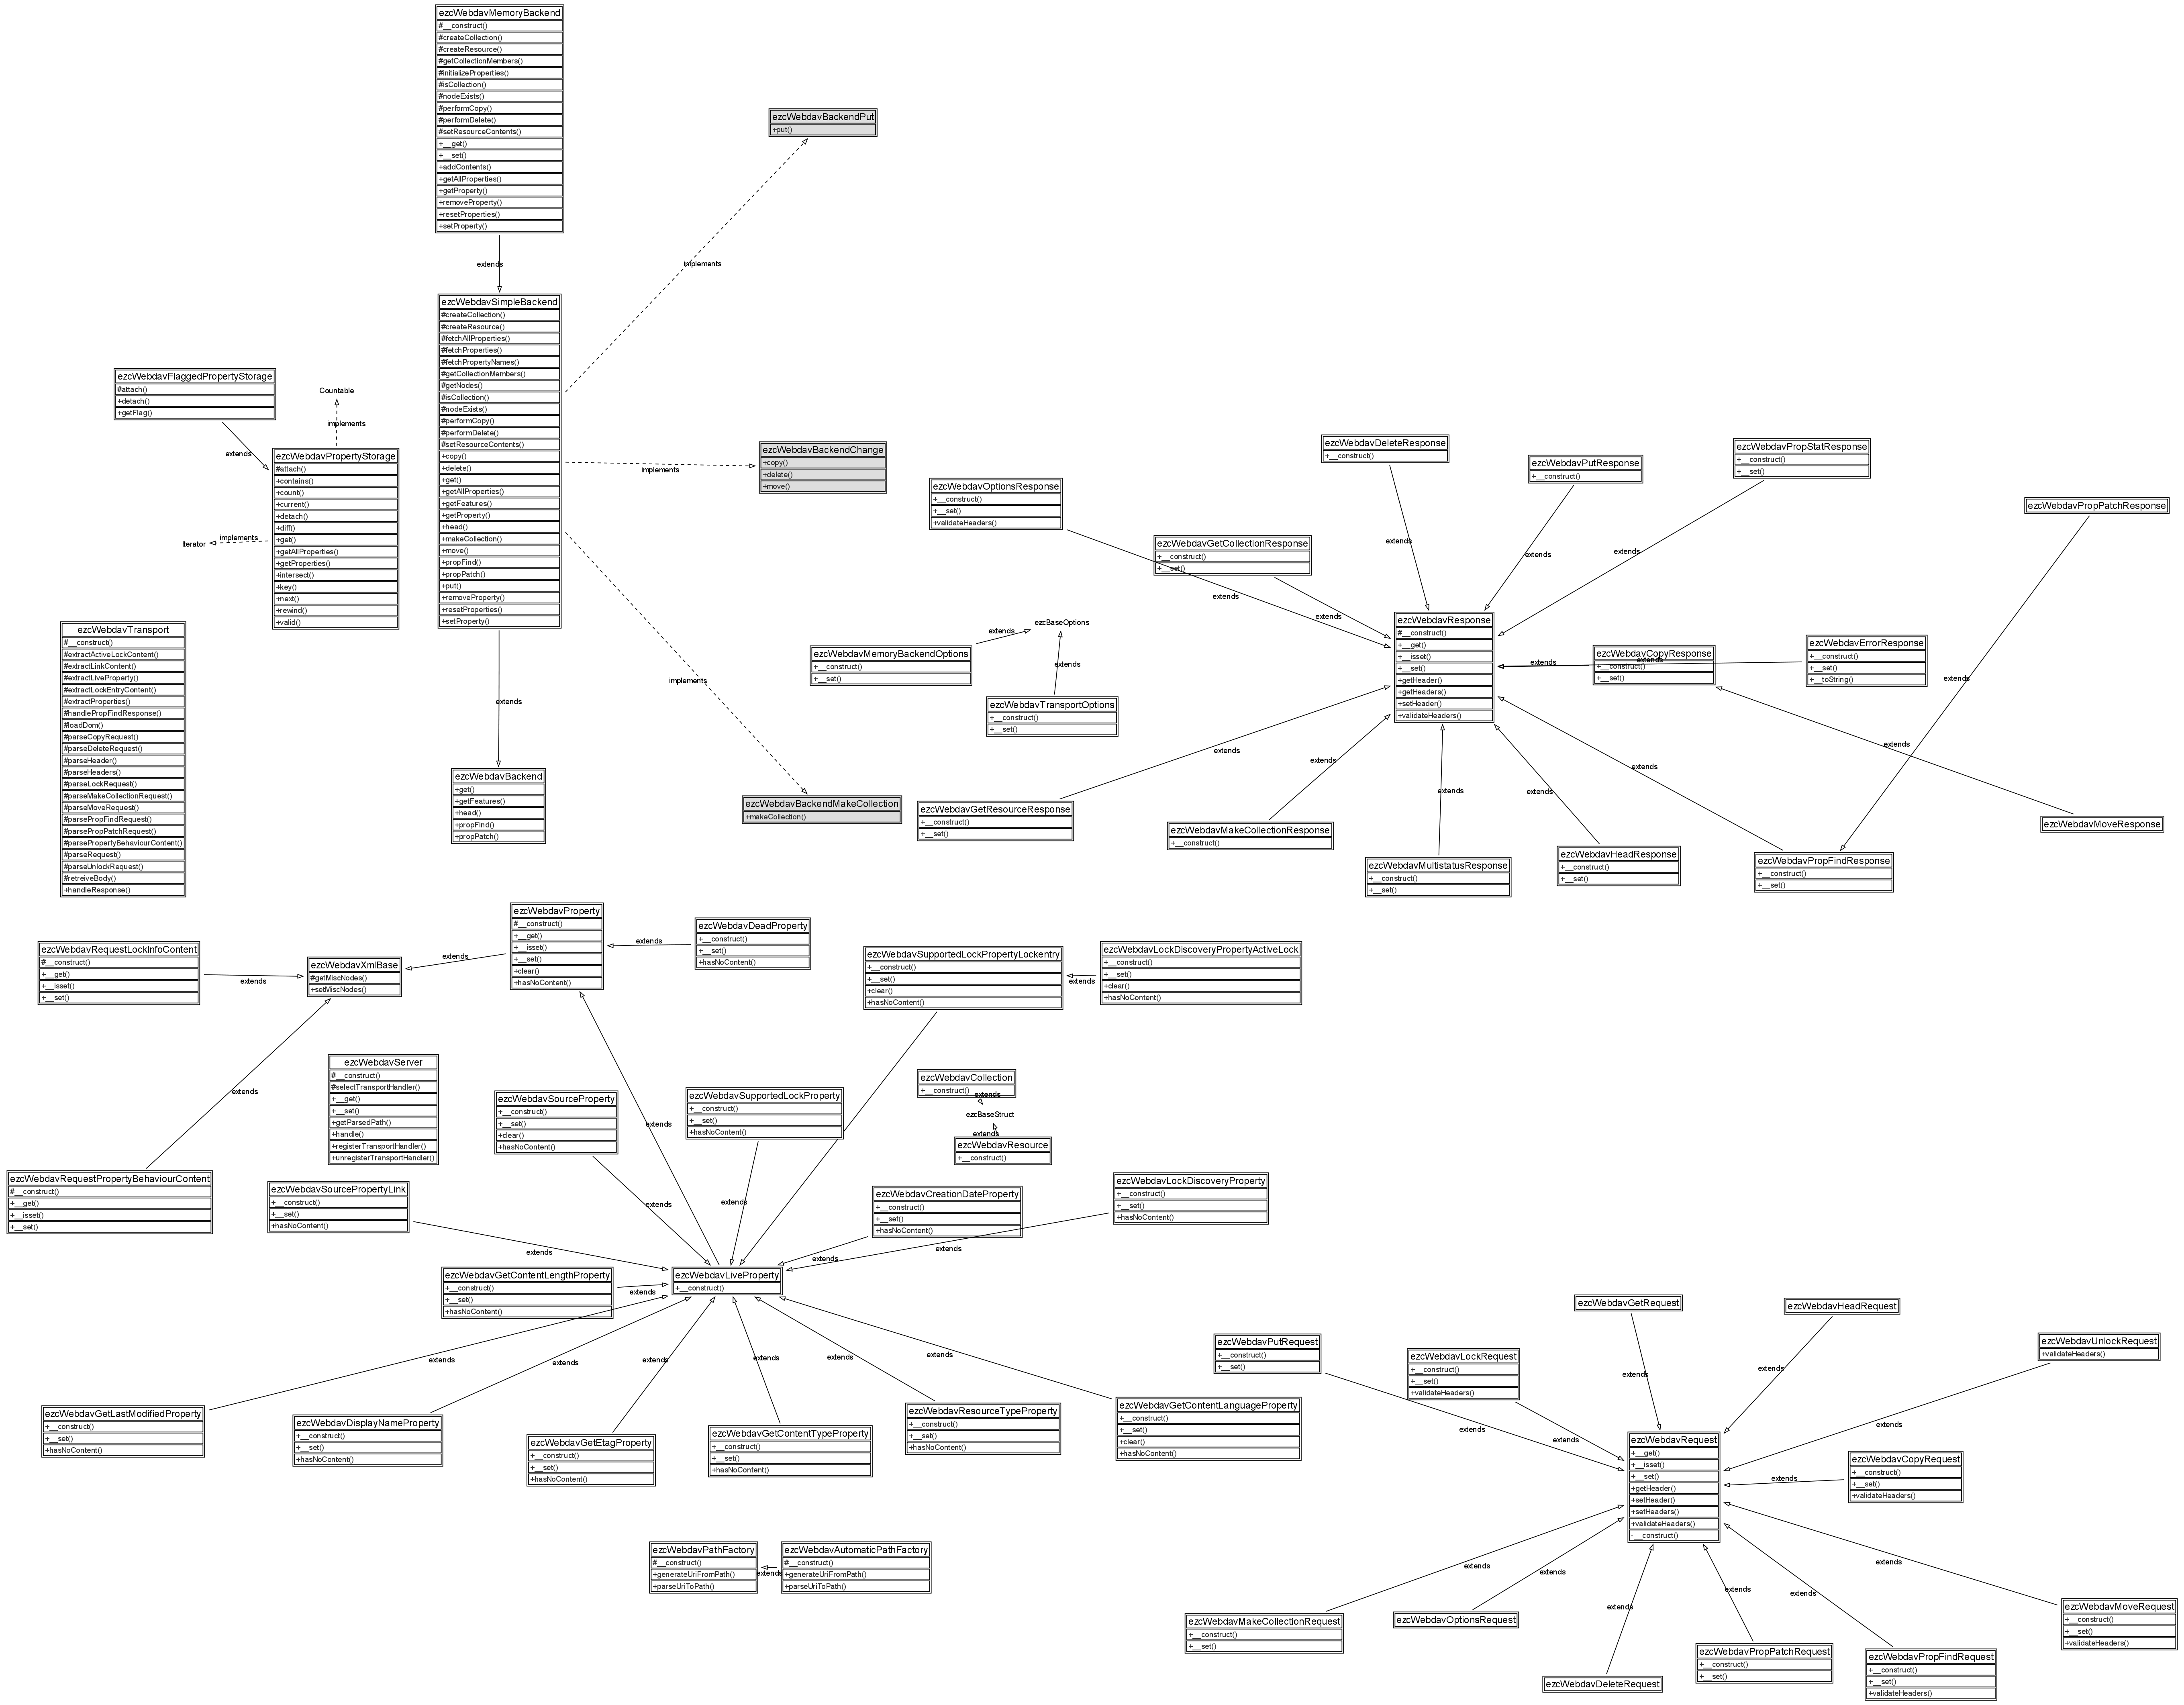 ezcWebdavMemoryBackend
#__construct()
#createCollection()
#createResource()
#getCollectionMembers()
#initializeProperties()
#isCollection()
#nodeExists()
#performCopy()
#performDelete()
#setResourceContents()
+__get()
+__set()
+addContents()
+getAllProperties()
+getProperty()
+removeProperty()
+resetProperties()
+setProperty()
extends
ezcWebdavBackendPut
+put()
implements
ezcWebdavSimpleBackend
#createCollection()
#createResource()
#fetchAllProperties()
#fetchProperties()
#fetchPropertyNames()
#getCollectionMembers()
#getNodes()
#isCollection()
#nodeExists()
#performCopy()
#performDelete()
#setResourceContents()
+copy()
+delete()
+get()
+getAllProperties()
+getFeatures()
+getProperty()
+head()
+makeCollection()
+move()
+propFind()
+propPatch()
+put()
+removeProperty()
+resetProperties()
+setProperty()
ezcWebdavFlaggedPropertyStorage
#attach()
+detach()
+getFlag()
extends
Countable
implements
ezcWebdavPropertyStorage
#attach()
+contains()
+count()
+current()
+detach()
+diff()
+get()
+getAllProperties()
+getProperties()
+intersect()
+key()
+next()
+rewind()
+valid()
Iterator
implements
ezcWebdavBackendChange
+copy()
+delete()
+move()
implements
implements
extends
ezcWebdavBackend
+get()
+getFeatures()
+head()
+propFind()
+propPatch()
ezcWebdavBackendMakeCollection
+makeCollection()
ezcWebdavTransport
#__construct()
#extractActiveLockContent()
#extractLinkContent()
#extractLiveProperty()
#extractLockEntryContent()
#extractProperties()
#handlePropFindResponse()
#loadDom()
#parseCopyRequest()
#parseDeleteRequest()
#parseHeader()
#parseHeaders()
#parseLockRequest()
#parseMakeCollectionRequest()
#parseMoveRequest()
#parsePropFindRequest()
#parsePropPatchRequest()
#parsePropertyBehaviourContent()
#parseRequest()
#parseUnlockRequest()
#retreiveBody()
+handleResponse()
ezcWebdavDeleteResponse
+__construct()
ezcWebdavPutResponse
+__construct()
ezcWebdavPropStatResponse
+__construct()
+__set()
ezcWebdavOptionsResponse
+__construct()
+__set()
+validateHeaders()
ezcWebdavPropPatchResponse
ezcWebdavGetCollectionResponse
+__construct()
+__set()
extends
extends
extends
extends
extends
extends
ezcBaseOptions
extends
extends
ezcWebdavMemoryBackendOptions
+__construct()
+__set()
ezcWebdavTransportOptions
+__construct()
+__set()
ezcWebdavResponse
#__construct()
+__get()
+__isset()
+__set()
+getHeader()
+getHeaders()
+setHeader()
+validateHeaders()
extends
ezcWebdavCopyResponse
+__construct()
+__set()
extends
ezcWebdavErrorResponse
+__construct()
+__set()
+__toString()
extends
extends
extends
extends
extends
extends
extends
ezcWebdavGetResourceResponse
+__construct()
+__set()
ezcWebdavMakeCollectionResponse
+__construct()
ezcWebdavMultistatusResponse
+__construct()
+__set()
ezcWebdavHeadResponse
+__construct()
+__set()
ezcWebdavPropFindResponse
+__construct()
+__set()
ezcWebdavMoveResponse
ezcWebdavRequestLockInfoContent
#__construct()
+__get()
+__isset()
+__set()
extends
ezcWebdavXmlBase
#getMiscNodes()
+setMiscNodes()
extends
ezcWebdavProperty
#__construct()
+__get()
+__isset()
+__set()
+clear()
+hasNoContent()
extends
ezcWebdavDeadProperty
+__construct()
+__set()
+hasNoContent()
ezcWebdavSupportedLockPropertyLockentry
+__construct()
+__set()
+clear()
+hasNoContent()
extends
ezcWebdavLockDiscoveryPropertyActiveLock
+__construct()
+__set()
+clear()
+hasNoContent()
extends
ezcWebdavServer
#__construct()
#selectTransportHandler()
+__get()
+__set()
+getParsedPath()
+handle()
+registerTransportHandler()
+unregisterTransportHandler()
ezcWebdavSourceProperty
+__construct()
+__set()
+clear()
+hasNoContent()
extends
ezcWebdavSupportedLockProperty
+__construct()
+__set()
+hasNoContent()
ezcWebdavCollection
+__construct()
extends
ezcBaseStruct
extends
ezcWebdavResource
+__construct()
ezcWebdavRequestPropertyBehaviourContent
#__construct()
+__get()
+__isset()
+__set()
ezcWebdavSourcePropertyLink
+__construct()
+__set()
+hasNoContent()
ezcWebdavCreationDateProperty
+__construct()
+__set()
+hasNoContent()
ezcWebdavLockDiscoveryProperty
+__construct()
+__set()
+hasNoContent()
extends
extends
extends
extends
extends
ezcWebdavGetContentLengthProperty
+__construct()
+__set()
+hasNoContent()
extends
ezcWebdavLiveProperty
+__construct()
extends
extends
extends
extends
extends
extends
ezcWebdavGetLastModifiedProperty
+__construct()
+__set()
+hasNoContent()
ezcWebdavDisplayNameProperty
+__construct()
+__set()
+hasNoContent()
ezcWebdavGetEtagProperty
+__construct()
+__set()
+hasNoContent()
ezcWebdavGetContentTypeProperty
+__construct()
+__set()
+hasNoContent()
ezcWebdavResourceTypeProperty
+__construct()
+__set()
+hasNoContent()
ezcWebdavGetContentLanguageProperty
+__construct()
+__set()
+clear()
+hasNoContent()
ezcWebdavPathFactory
#__construct()
+generateUriFromPath()
+parseUriToPath()
extends
ezcWebdavAutomaticPathFactory
#__construct()
+generateUriFromPath()
+parseUriToPath()
ezcWebdavGetRequest
ezcWebdavHeadRequest
ezcWebdavPutRequest
+__construct()
+__set()
ezcWebdavLockRequest
+__construct()
+__set()
+validateHeaders()
ezcWebdavUnlockRequest
+validateHeaders()
extends
extends
extends
extends
extends
ezcWebdavRequest
+__get()
+__isset()
+__set()
+getHeader()
+setHeader()
+setHeaders()
+validateHeaders()
-__construct()
extends
ezcWebdavCopyRequest
+__construct()
+__set()
+validateHeaders()
extends
extends
extends
extends
extends
extends
ezcWebdavMakeCollectionRequest
+__construct()
+__set()
ezcWebdavOptionsRequest
ezcWebdavDeleteRequest
ezcWebdavPropPatchRequest
+__construct()
+__set()
ezcWebdavPropFindRequest
+__construct()
+__set()
+validateHeaders()
ezcWebdavMoveRequest
+__construct()
+__set()
+validateHeaders()